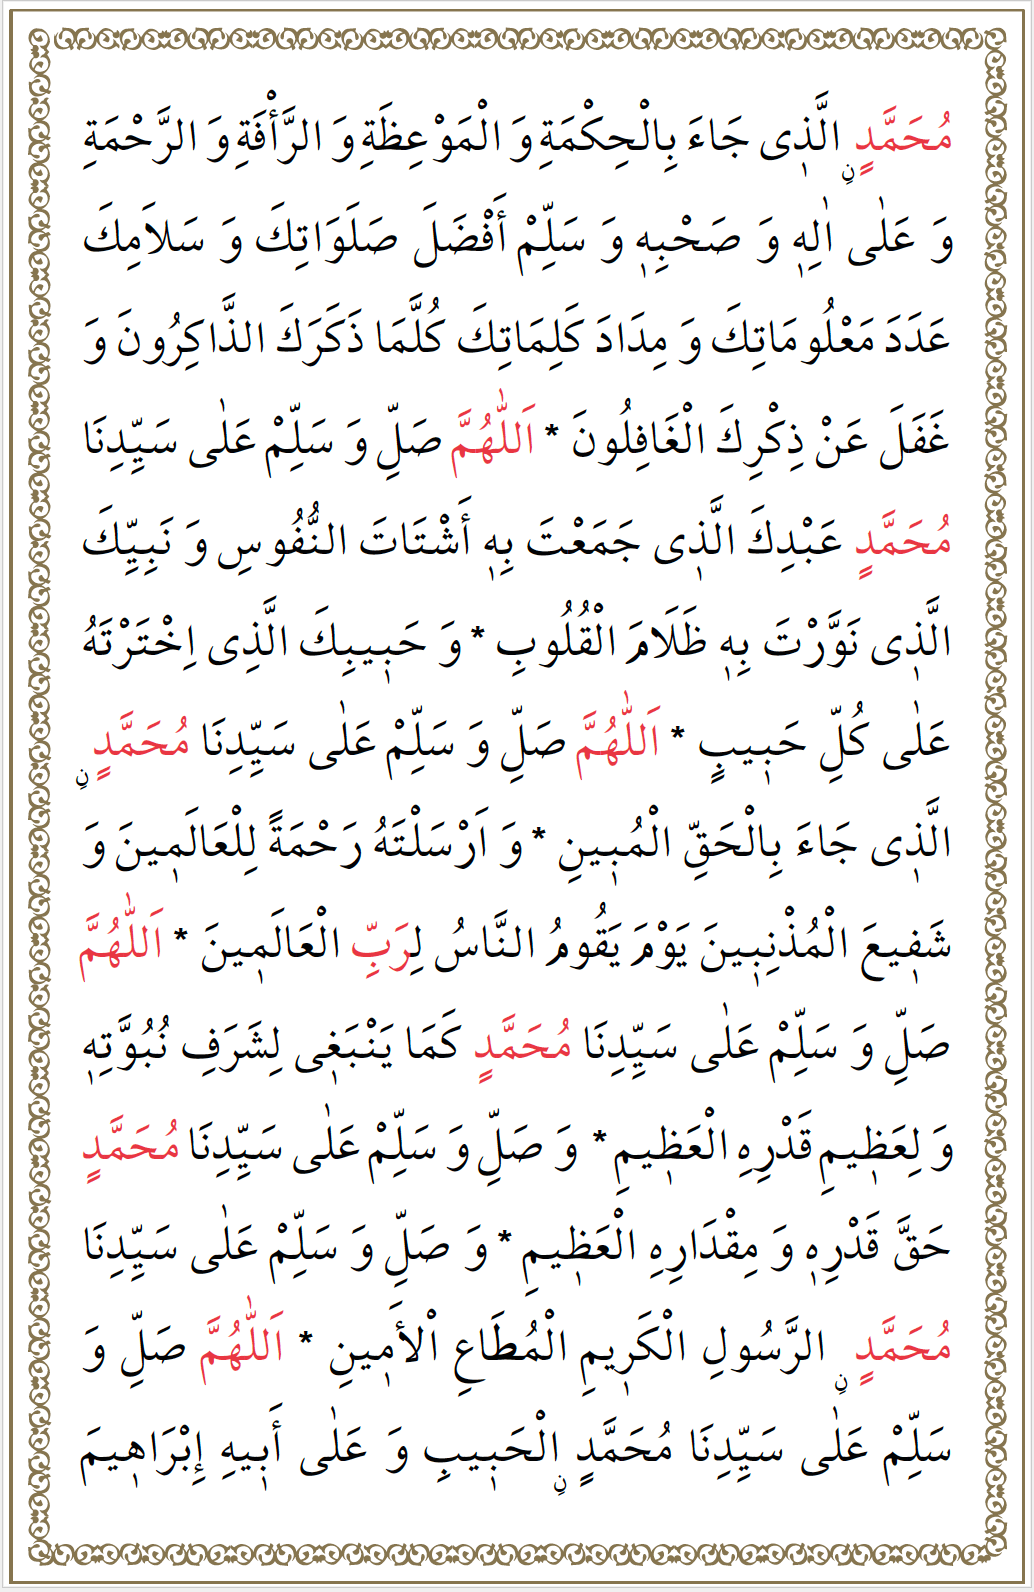 مُحَمَّدٍ نِ الَّذ۪ى جَاءَ بِالْحِكْمَةِ وَ الْمَوْعِظَةِ وَ الرَّأْفَةِ وَ الرَّحْمَةِ
وَ عَلٰى اٰلِه۪ وَ صَحْبِه۪ وَ سَلِّمْ أَفْضَلَ صَلَوَاتِكَ وَ سَلاَمِكَ
عَدَدَ مَعْلُومَاتِكَ وَ مِدَادَ كَلِمَاتِكَ كُلَّمَا ذَكَرَكَ الذَّاكِرُونَ وَ
غَفَلَ عَنْ ذِكْرِكَ الْغَافِلُونَ * اَللّٰهُمَّ صَلِّ وَ سَلِّمْ عَلٰى سَيِّدِنَا
مُحَمَّدٍ عَبْدِكَ الَّذ۪ى جَمَعْتَ بِه۪ أَشْتَاتَ النُّفُوسِ وَ نَبِيِّكَ
الَّذ۪ى نَوَّرْتَ بِه۪ ظَلَامَ الْقُلُوبِ * وَ حَب۪يبِكَ الَّذِى اِخْتَرْتَهُ
عَلٰى كُلِّ حَب۪يبٍ * اَللّٰهُمَّ صَلِّ وَ سَلِّمْ عَلٰى سَيِّدِنَا مُحَمَّدٍ نِ
الَّذ۪ى جَاءَ بِالْحَقِّ الْمُب۪ينِ * وَ اَرْسَلْتَهُ رَحْمَةً لِلْعَالَم۪ينَ وَ
شَف۪يعَ الْمُذْنِب۪ينَ يَوْمَ يَقُومُ النَّاسُ لِرَبِّ الْعَالَم۪ينَ * اَللّٰهُمَّ
صَلِّ وَ سَلِّمْ عَلٰى سَيِّدِنَا مُحَمَّدٍ كَمَا يَنْبَغ۪ى لِشَرَفِ نُبُوَّتِه۪
وَ لِعَظ۪يمِ قَدْرِهِ الْعَظ۪يمِ * وَ صَلِّ وَ سَلِّمْ عَلٰى سَيِّدِنَا مُحَمَّدٍ
حَقَّ قَدْرِه۪ وَ مِقْدَارِهِ الْعَظ۪يمِ * وَ صَلِّ وَ سَلِّمْ عَلٰى سَيِّدِنَا
مُحَمَّدٍ نِ الرَّسُولِ الْكَر۪يمِ الْمُطَاعِ اْلأَم۪ينِ * اَللّٰهُمَّ صَلِّ وَ
سَلِّمْ عَلٰى سَيِّدِنَا مُحَمَّدٍ نِ الْحَب۪يبِ وَ عَلٰى أَب۪يهِ إِبْرَاه۪يمَ